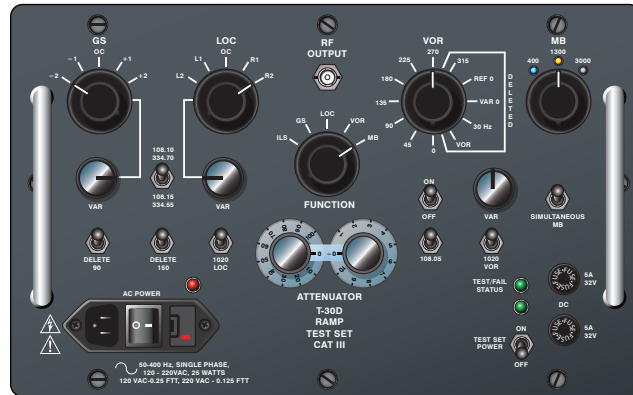 GS
OC
-1
+1
-2
+2
VAR
LOC
OC
L1
R1
L2
R2
VAR
108.10
334.70
108.15
334.55
DELETE
90
DELETE
150
1020
LOC
RF
OUTPUT
LOC
GS
VOR
ILS
MB
FUNCTION
VOR
270
225
315
180
REF 0
135
VAR 0
90
30 Hz
45
0
VOR
DELETED
MB
1300
400
3000
ON
OFF
VAR
SIMULTANEOUS
MB
108.05
1020
VOR
ATTENUATOR
T-30D
RAMP
TEST SET
CAT III
AC POWER
50-400 Hz, SINGLE PHASE,
120 - 220VAC, 25 WATTS
120 VAC-0.25 FTT, 220 VAC - 0.125 FTT
TEST/FAIL
STATUS
5A
32V
DC
5A
32V
TEST SET
POWER
ON
OFF